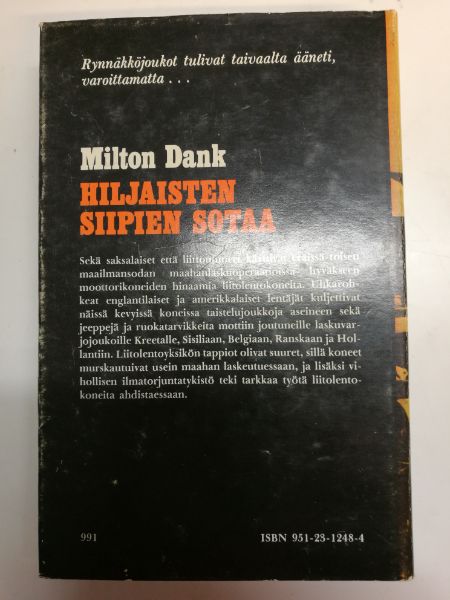 Rynnäkköjoukot tulivat taivaalta ääneti,
varoittamatta . . .
Milton Dank
HILJAISTEN
SIIPIEN SOTAA
Sekä saksalaiset että liittoutuneet käyttivät eräissä toisen
maailmansodan maahanlaskuoperaatioissa hyväkseen
moottorikoneiden hinaamia liitolentokoneita. Uhkaroh-
keat englantilaiset ja amerikkalaiset lentäjät kuljettivat
näissä kevyissä koneissa taistelujoukkoja aseineen sekä
jeeppejä ja ruokatarvikkeita mottiin joutuneille laskuvar-
jojoukoille Kreetalle, Sisiliaan, Belgiaan, Ranskaan ja Hol-
lantiin. Liitolentoyksikön tappiot olivat suuret, sillä koneet
murskautuivat usein maahan laskeutuessaan, ja lisäksi vi-
hollisen ilmatorjuntatykistö teki tarkkaa työtä liitolento-
koneita ahdistaessaan.
991
ISBN 951-23-1248-4